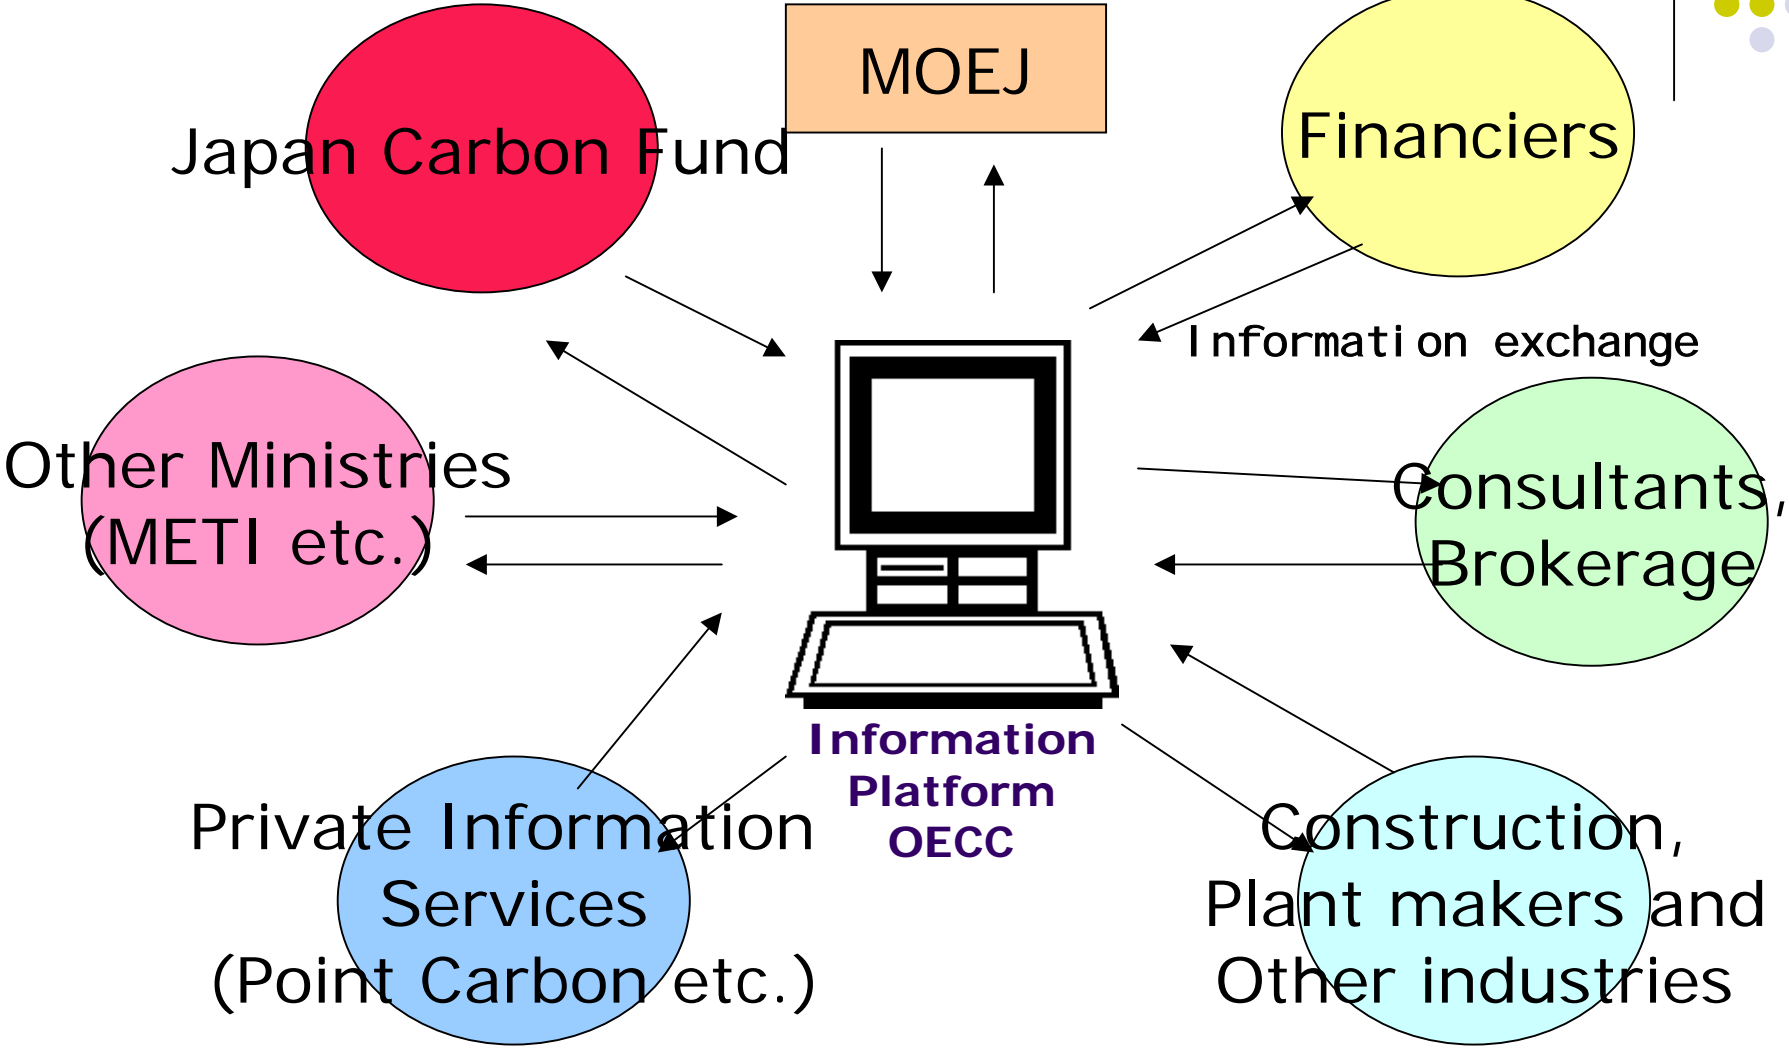 MOEJ
Japan Carbon Fund
Financiers
Information exchange
Other Ministries
(METI etc.)
Consultants,
Brokerage
Information
Platform
OECC
Private Information
Services
(Point Carbon etc.)
Construction,
Plant makers and
Other industries